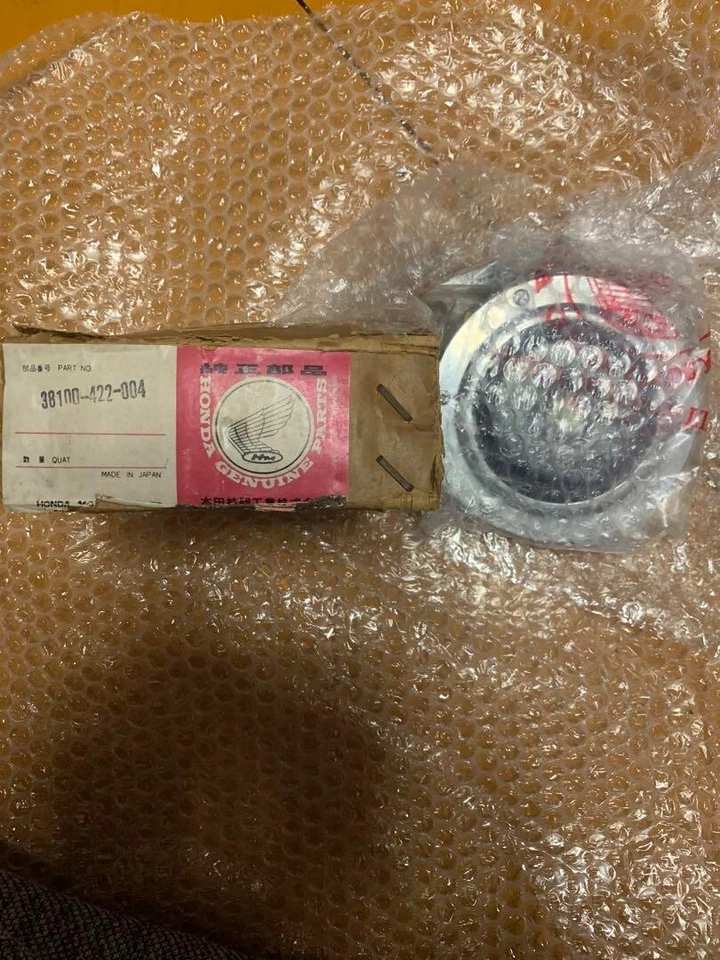 部品番号 PART NO.
38100-422-004
数量 QUAT
MADE IN JAPAN
純正部品
HONDA GENUINE PARTS
HM